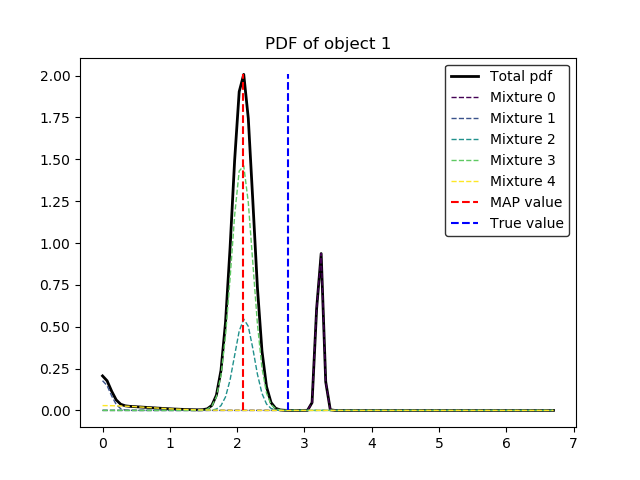 PDF of object 1
2.00
1.75
1.50
1.25
1.00
0.75
0.50
0.25
0.00
0 1 2 3 4 5 6 7
Total pdf
Mixture 0
Mixture 1
Mixture 2
Mixture 3
Mixture 4
MAP value
True value